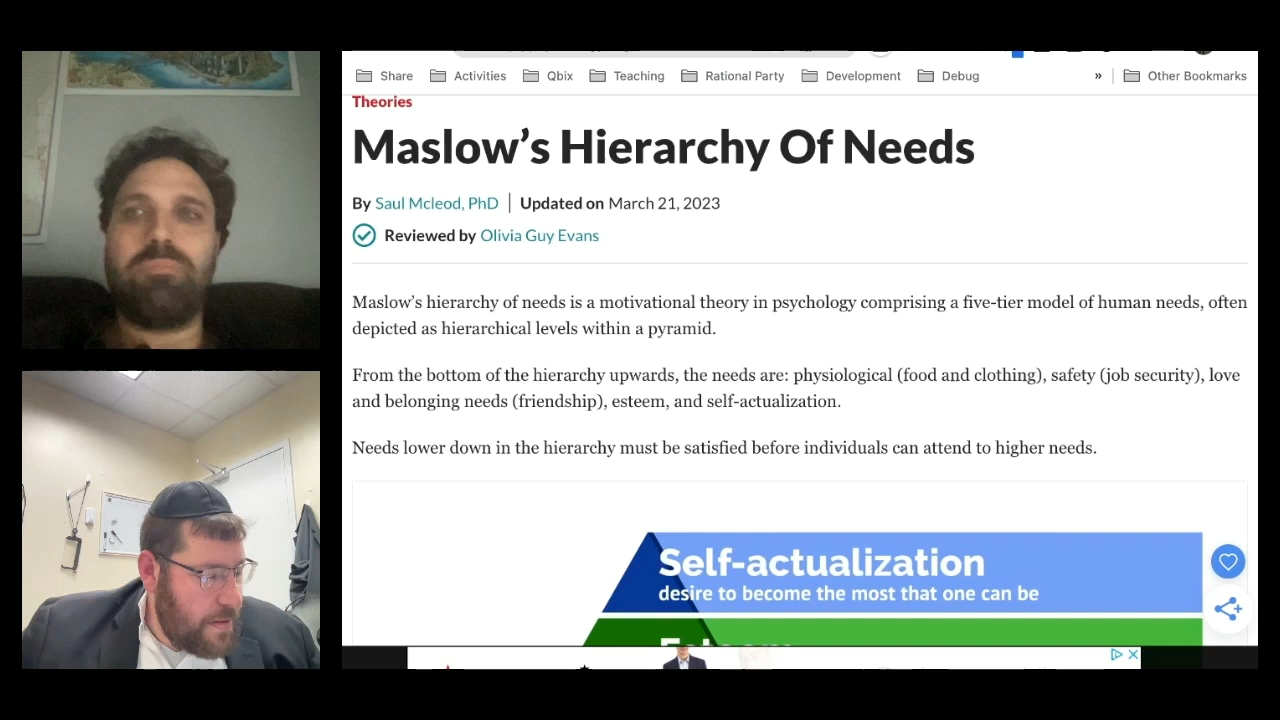 Share Activities Qbix Teaching Rational Party Development Debug » Other Bookmarks
Theories
Maslow’s Hierarchy Of Needs
By Saul Mcleod, PhD | Updated on March 21, 2023
Reviewed by Olivia Guy Evans
Maslow’s hierarchy of needs is a motivational theory in psychology comprising a five-tier model of human needs, often
depicted as hierarchical levels within a pyramid.
From the bottom of the hierarchy upwards, the needs are: physiological (food and clothing), safety (job security), love
and belonging needs (friendship), esteem, and self-actualization.
Needs lower down in the hierarchy must be satisfied before individuals can attend to higher needs.
Self-actualization
desire to become the most that one can be